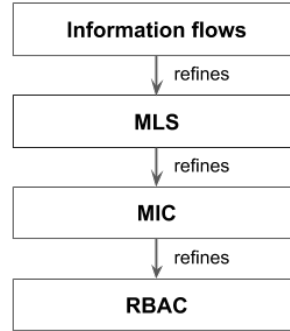 Information flows
refines
MLS
refines
MIC
refines
RBAC